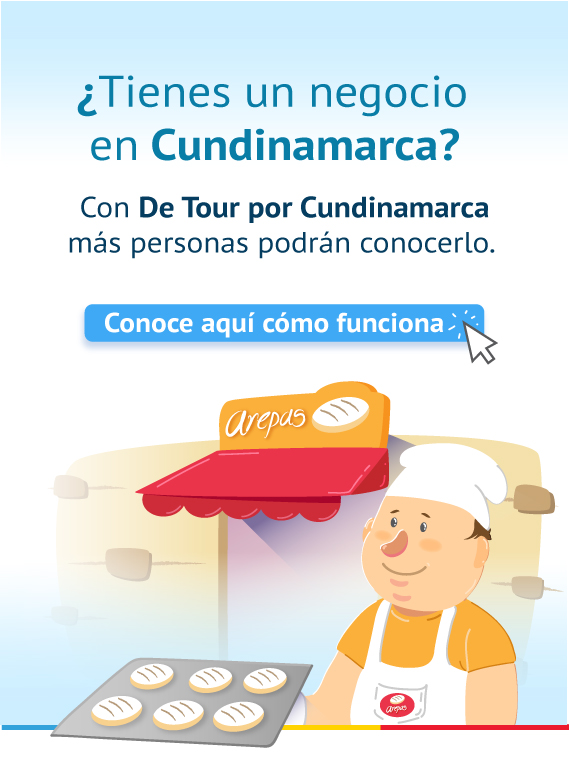 ¿Tienes un negocio
en Cundinamarca?
Con De Tour por Cundinamarca
más personas podrán conocerlo.
Conoce aquí cómo funciona
arepas
arepas